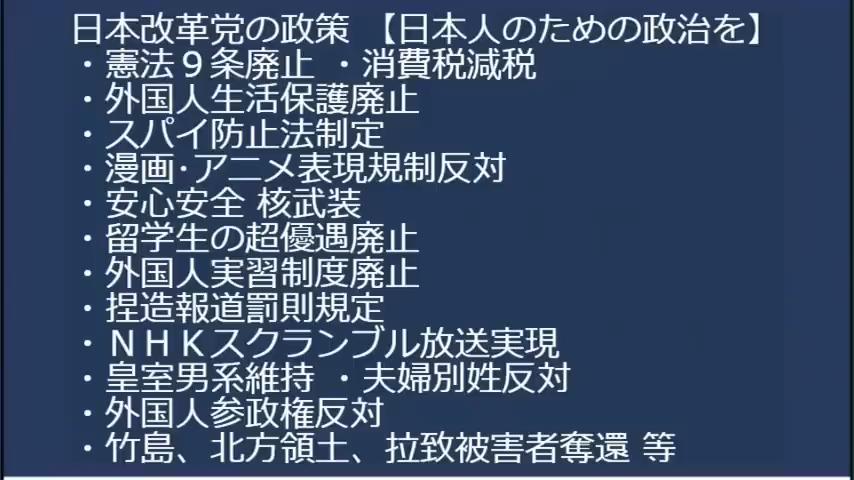 日本改革党の政策 【日本人のための政治を】
・憲法９条廃止 ・消費税減税
・外国人生活保護廃止
・スパイ防止法制定
・漫画･アニメ表現規制反対
・安心安全 核武装
・留学生の超優遇廃止
・外国人実習制度廃止
・捏造報道罰則規定
・ＮＨＫスクランブル放送実現
・皇室男系維持 ・夫婦別姓反対
・外国人参政権反対
・竹島、北方領土、拉致被害者奪還 等